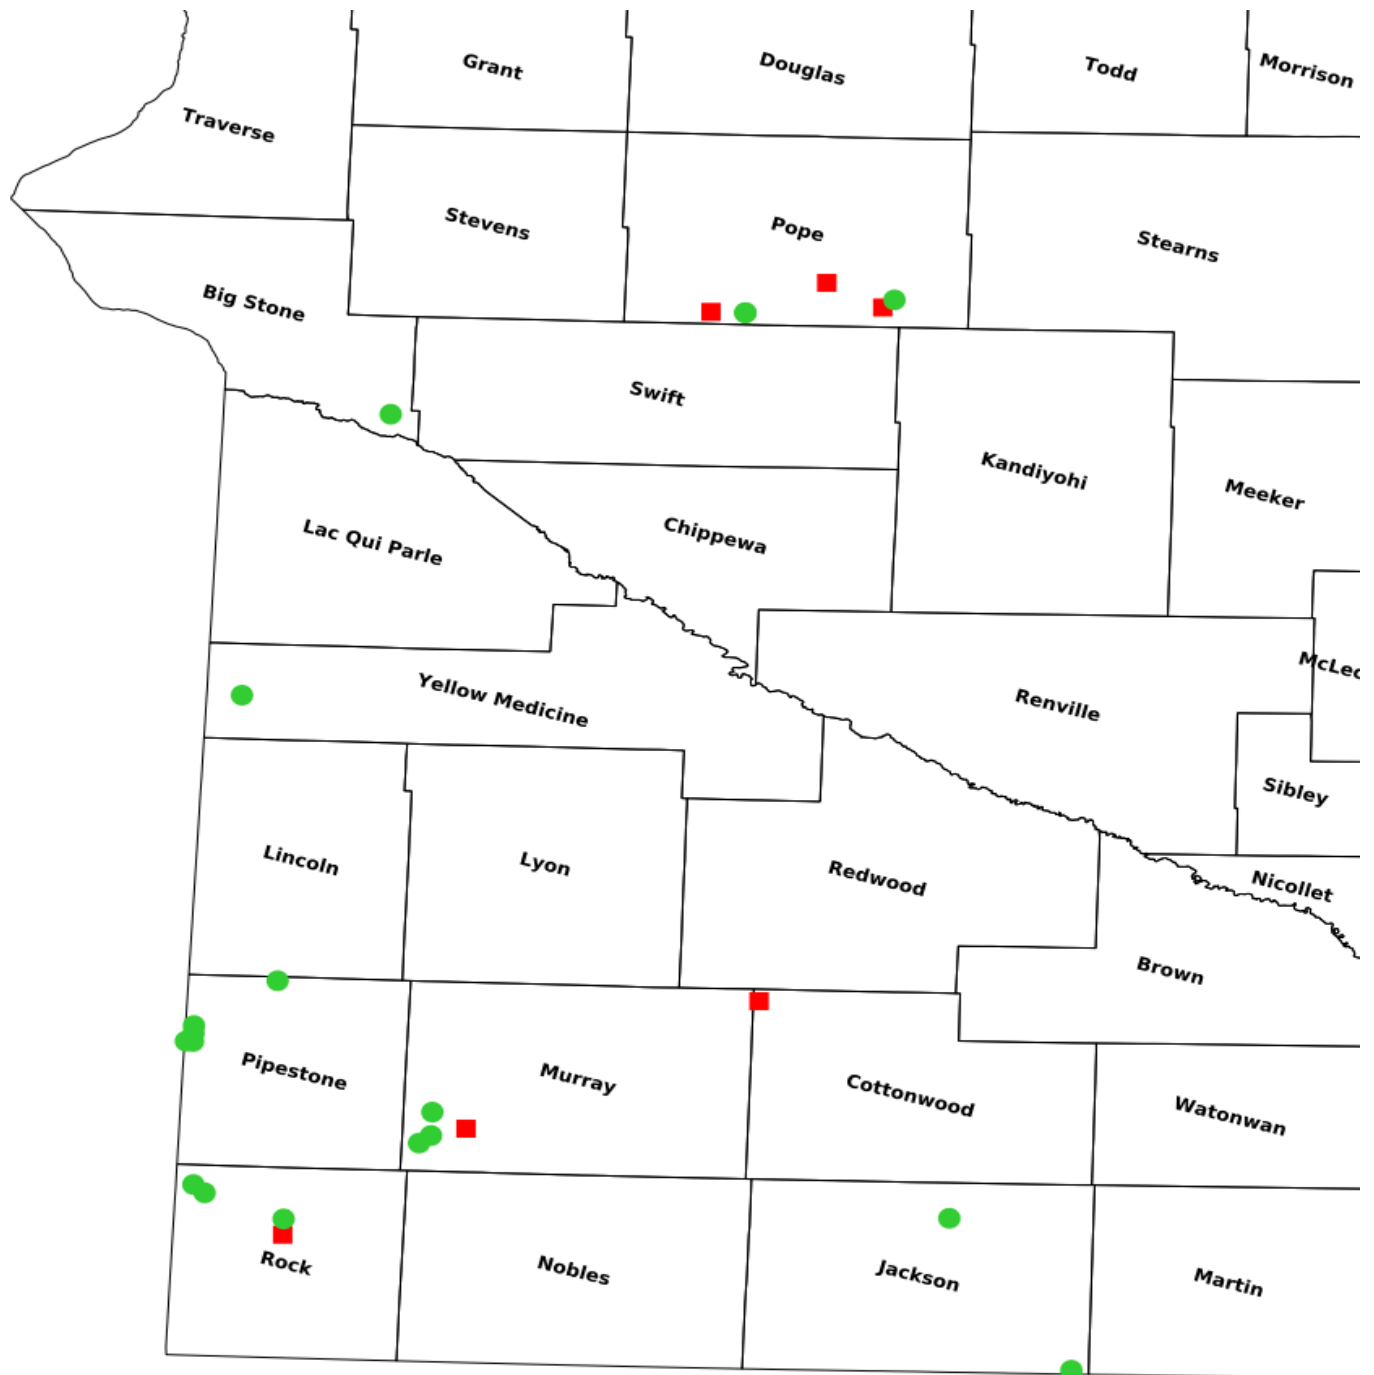 Grant
Douglas
Todd
Morrison
Traverse
Stevens
Pope
Stearns
Big Stone
Swift
Kandiyohi
Meeker
Lac Qui Parle
Chippewa
McLeo
Yellow Medicine
Renville
Sibley
Lincoln
Lyon
Redwood
Nicollet
Brown
Pipestone
Murray
Cottonwood
Watonwan
Rock
Nobles
Jackson
Martin